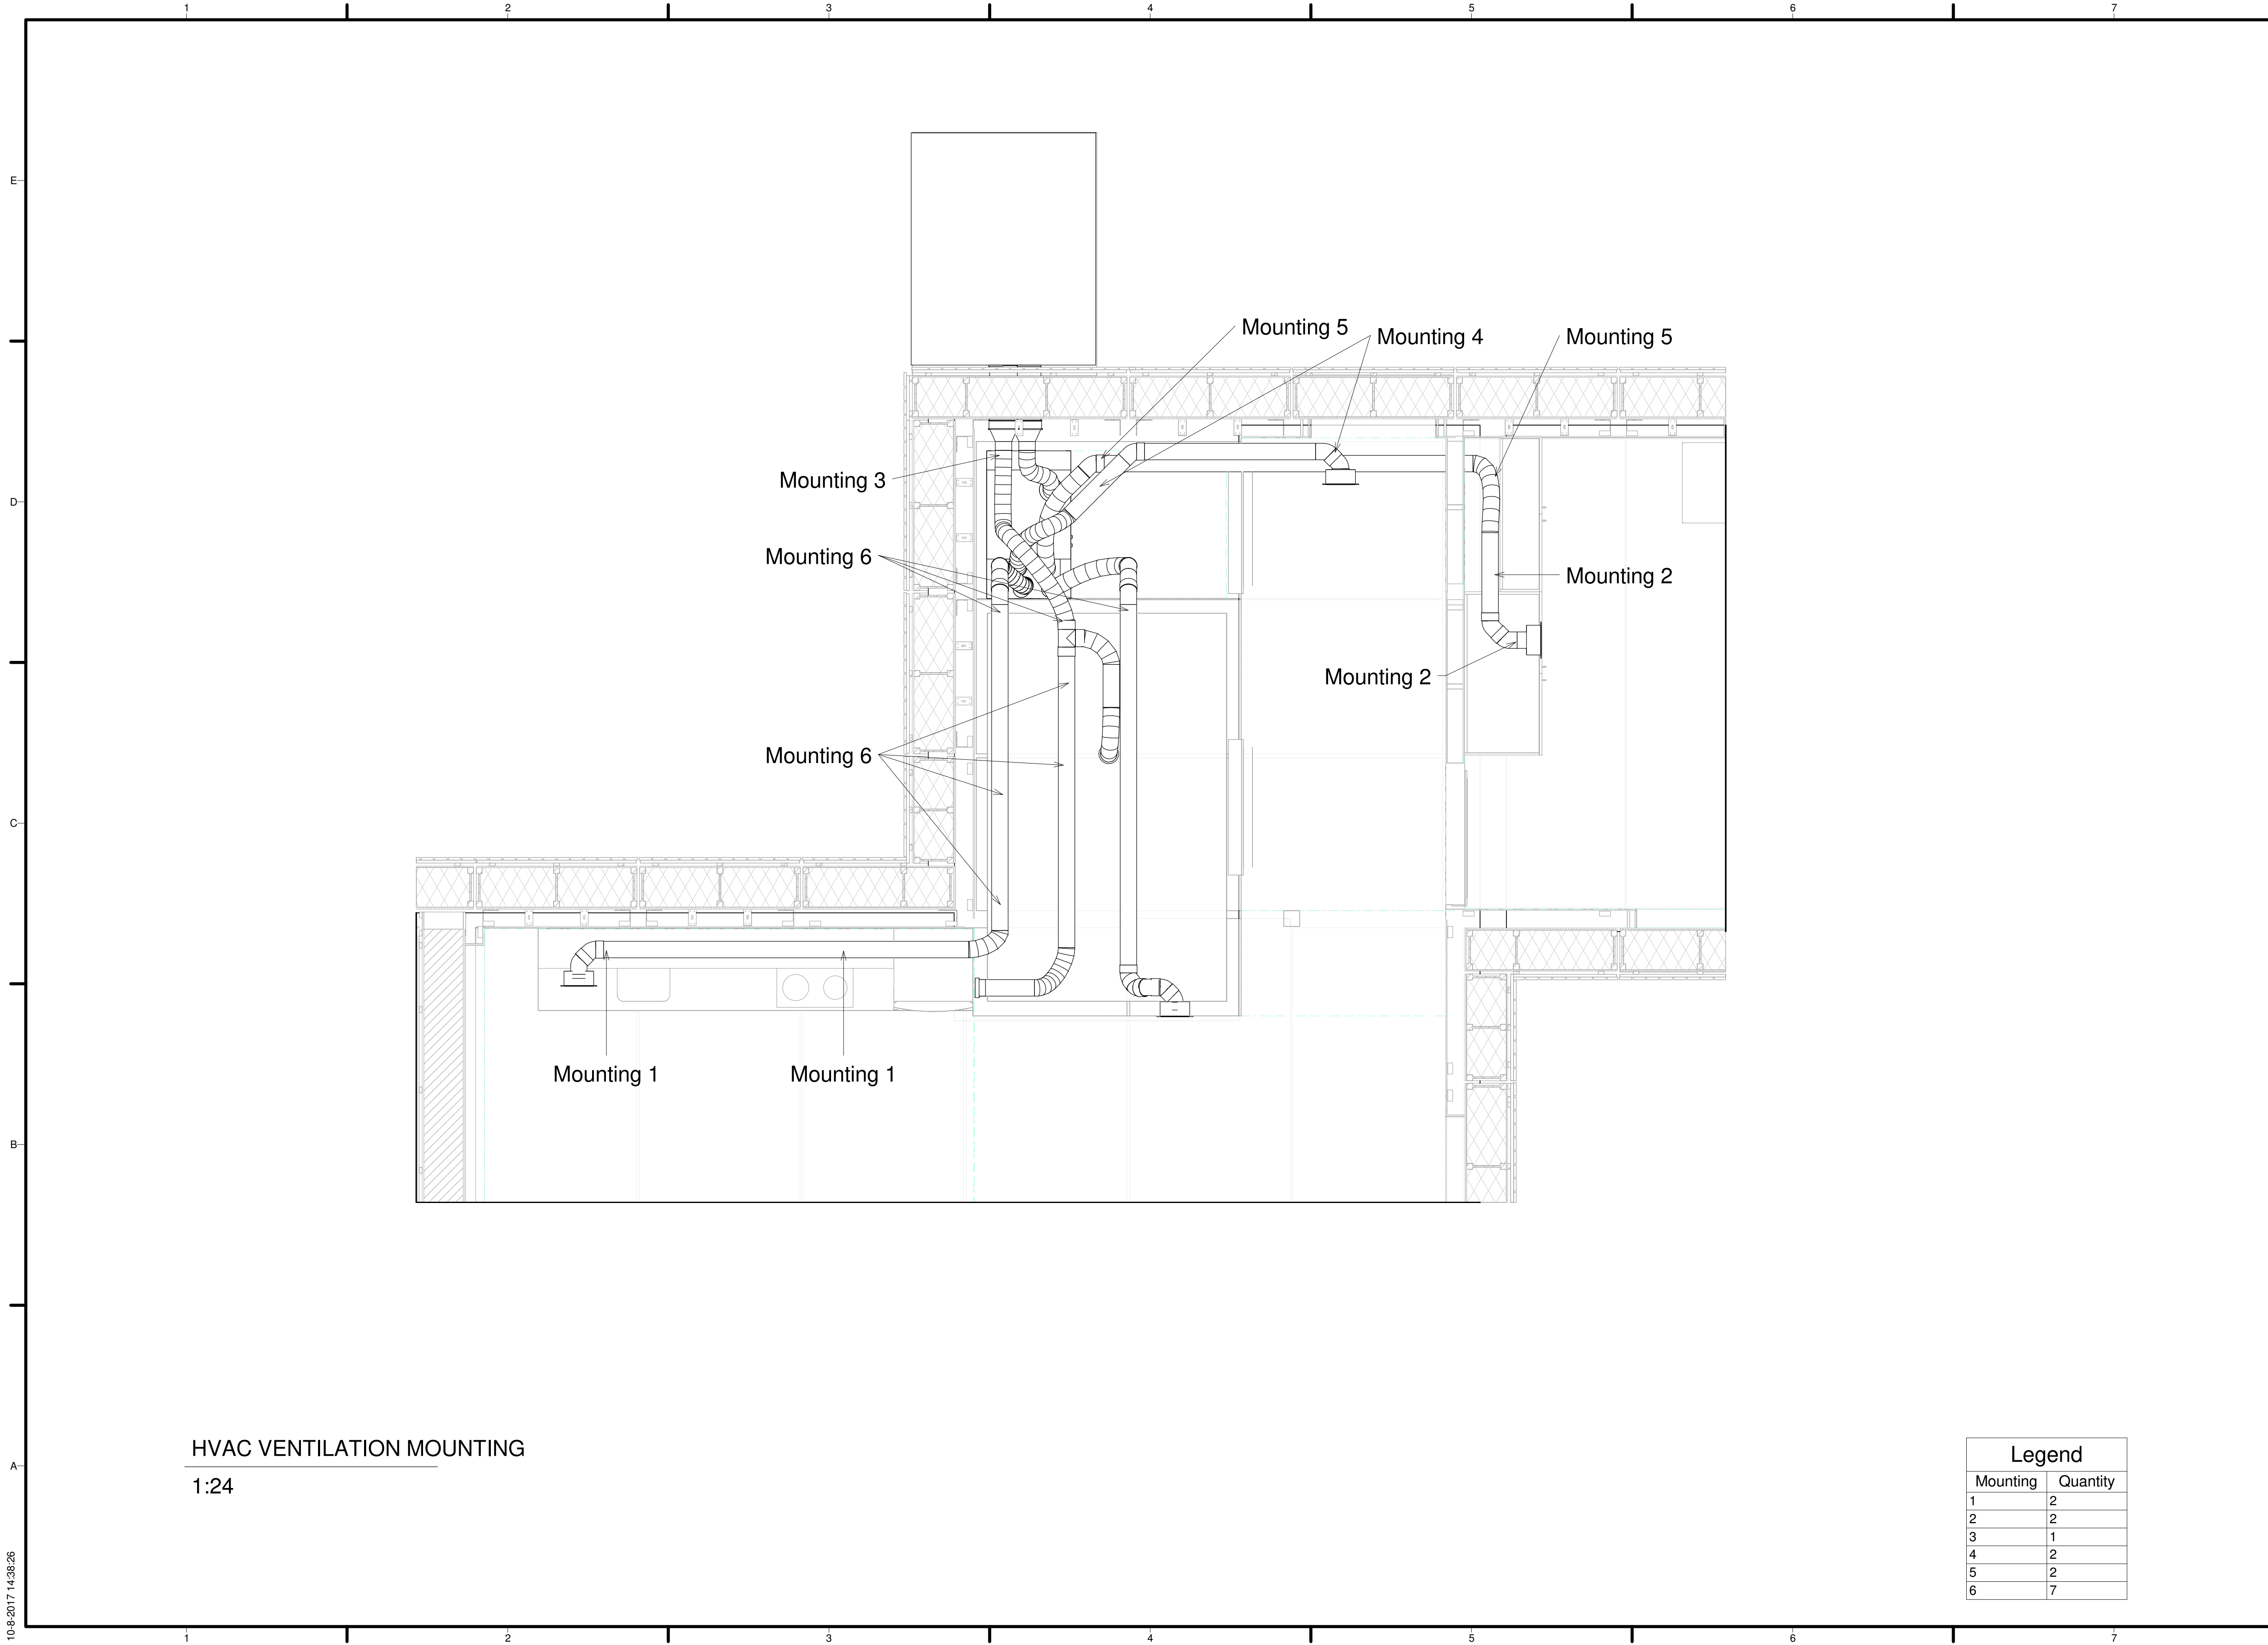 1 2 3 4 5 6 7
E
D
C
B
A
Mounting 5
Mounting 4
Mounting 5
Mounting 3
Mounting 6
Mounting 2
Mounting 2
Mounting 6
Mounting 1
Mounting 1
HVAC VENTILATION MOUNTING
1:24
Legend
Mounting Quantity
1 2
2 2
3 1
4 2
5 2
6 7
10-8-2017 14:38:26
1 2 3 4 5 6 7